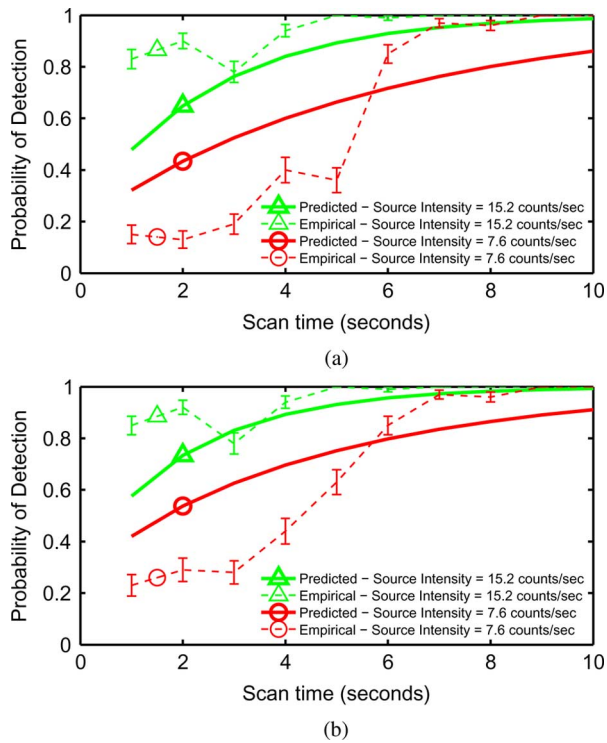 1
0.8
0.6
0.4
0.2
0
Probability of Detection
Predicted − Source Intensity = 15.2 counts/sec
Empirical − Source Intensity = 15.2 counts/sec
Predicted − Source Intensity = 7.6 counts/sec
Empirical − Source Intensity = 7.6 counts/sec
0 2 4 6 8 10
Scan time (seconds)
(a)
1
0.8
0.6
0.4
0.2
0
Probability of Detection
Predicted − Source Intensity = 15.2 counts/sec
Empirical − Source Intensity = 15.2 counts/sec
Predicted − Source Intensity = 7.6 counts/sec
Empirical − Source Intensity = 7.6 counts/sec
0 2 4 6 8 10
Scan time (seconds)
(b)